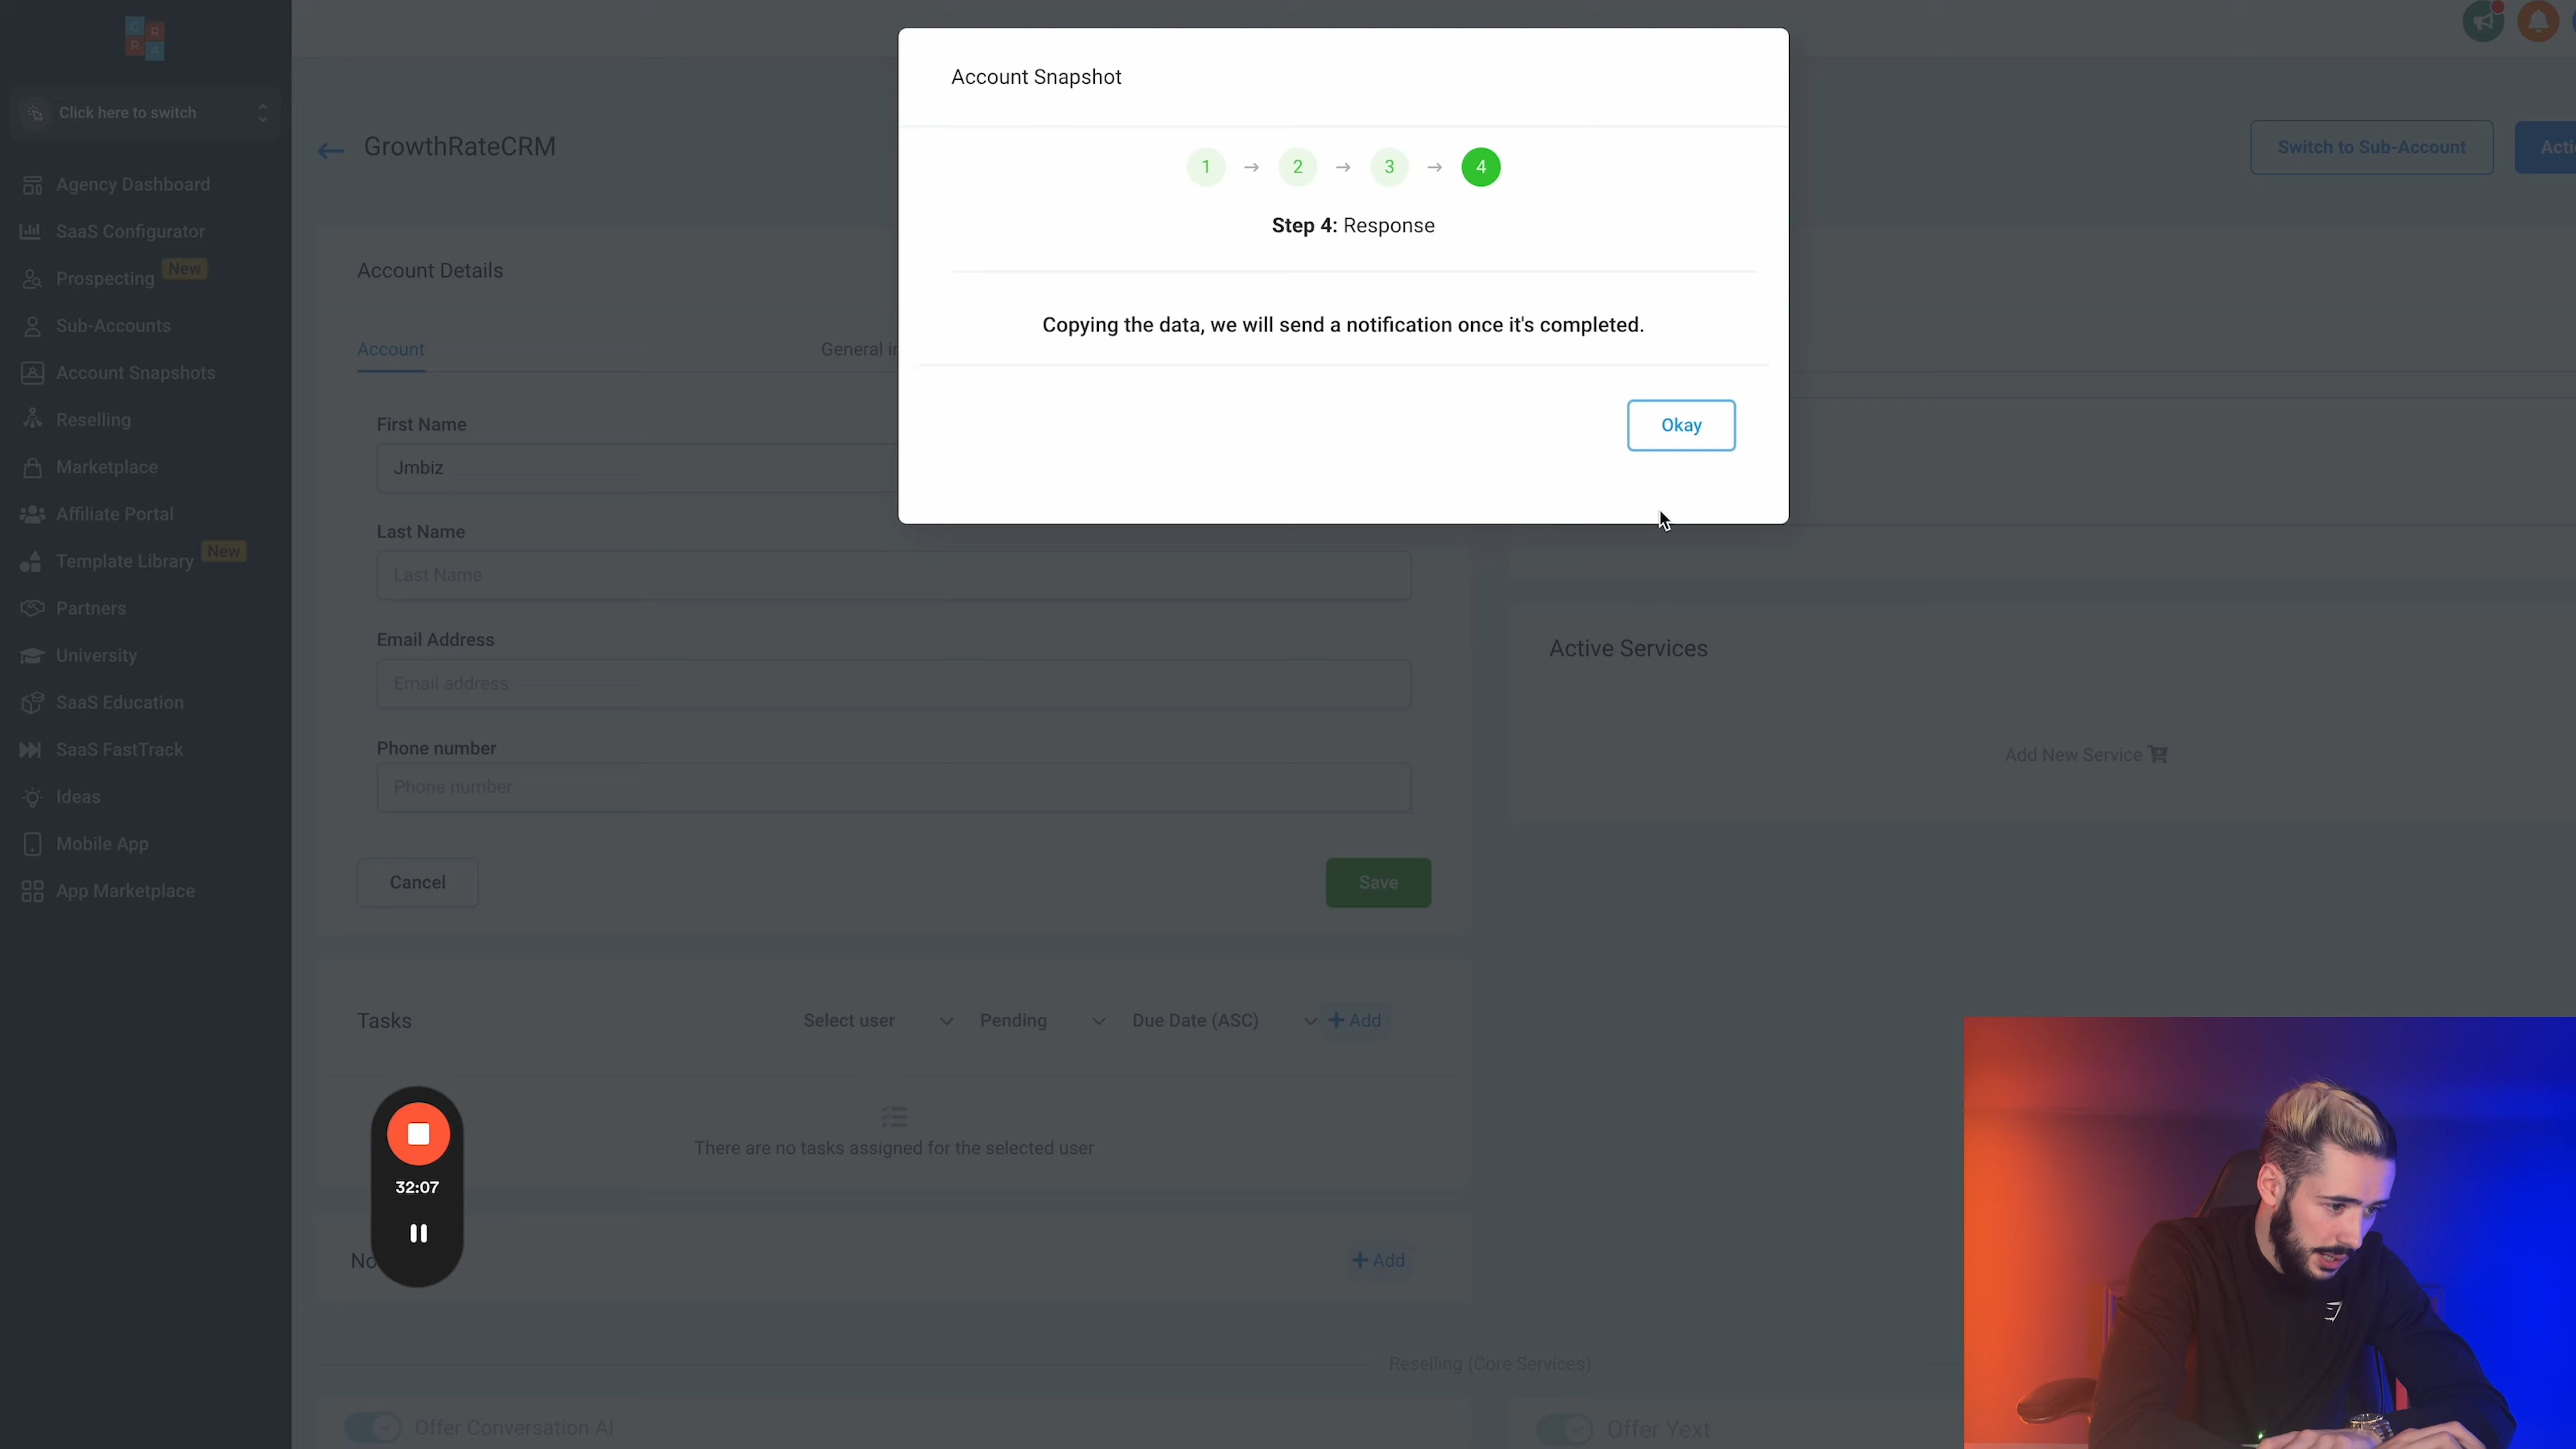 G
R
R
A
Click here to switch
Agency Dashboard
SaaS Configurator
Prospecting New
Sub-Accounts
Account Snapshots
Reselling
Marketplace
Affiliate Portal
Template Library New
Partners
University
SaaS Education
SaaS FastTrack
Ideas
Mobile App
App Marketplace
GrowthRateCRM
Switch to Sub-Account
Account Snapshot
1 → 2 → 3 → 4
Step 4: Response
Copying the data, we will send a notification once it's completed.
Okay
Account Details
Account
General
First Name
Jmbiz
Last Name
Last Name
Email Address
Email address
Phone number
Phone number
Cancel
Save
Active Services
Add New Service
Tasks
Select user
Pending
Due Date (ASC)
+ Add
There are no tasks assigned for the selected user
32:07
+ Add
Reselling (Core Services)
Offer Conversation AI
Offer Yext